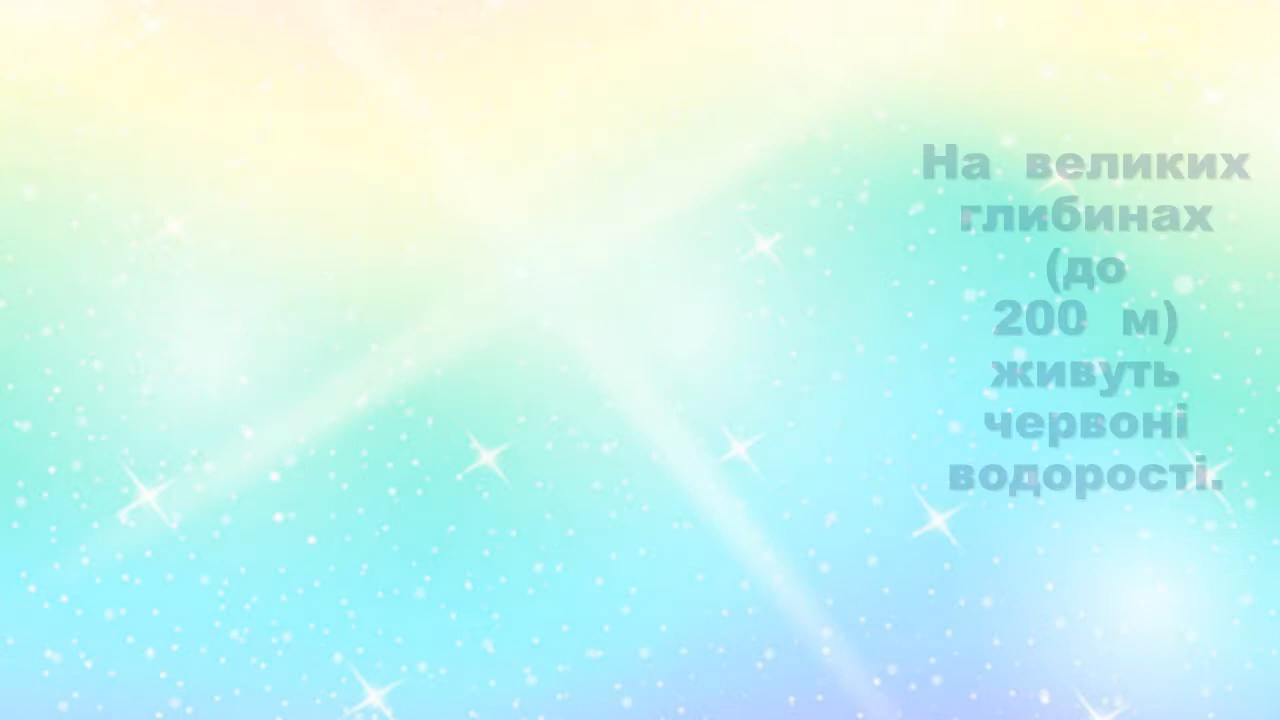 На великих
глибинах
(до
200 м)
живуть
червоні
водорості.